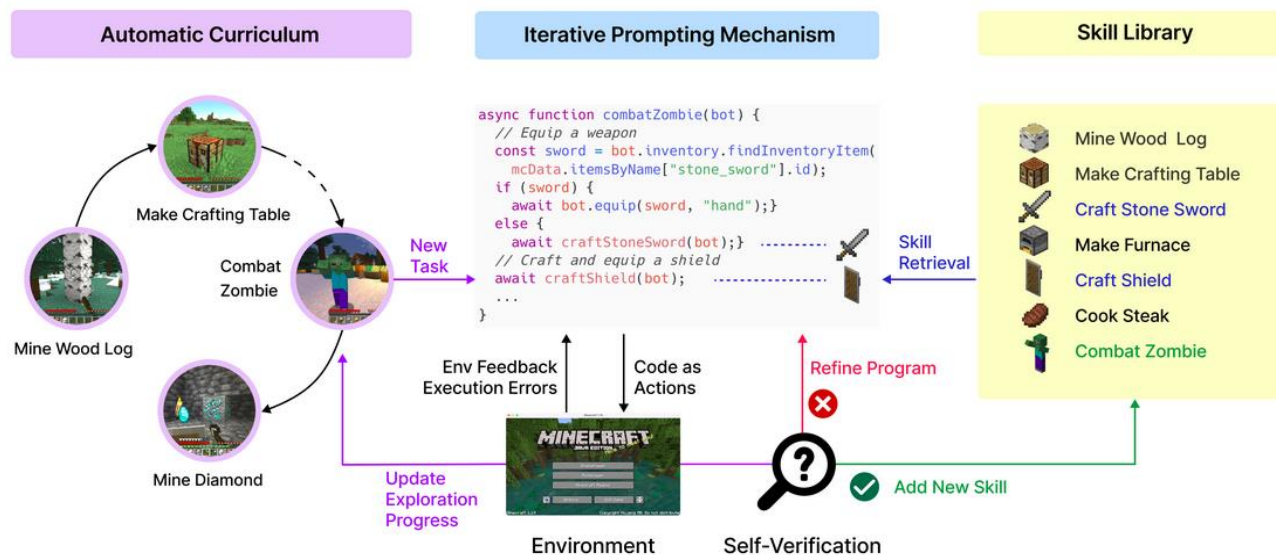 Automatic Curriculum
Iterative Prompting Mechanism
Skill Library
Make Crafting Table
Mine Wood Log
Combat
Zombie
Mine Diamond
New
Task
async function combatZombie(bot) {
// Equip a weapon
const sword = bot.inventory.findInventoryItem(
mcData.itemsByName["stone_sword"].id);
if (sword) {
await bot.equip(sword, "hand");}
else {
await craftStoneSword(bot);}
// Craft and equip a shield
await craftShield(bot);
...
}
Skill
Retrieval
Mine Wood Log
Make Crafting Table
Craft Stone Sword
Make Furnace
Craft Shield
Cook Steak
Combat Zombie
Env Feedback
Execution Errors
Code as
Actions
Refine Program
MINECRAFT
JAVA EDITION
Update
Exploration
Progress
?
Add New Skill
Environment
Self-Verification